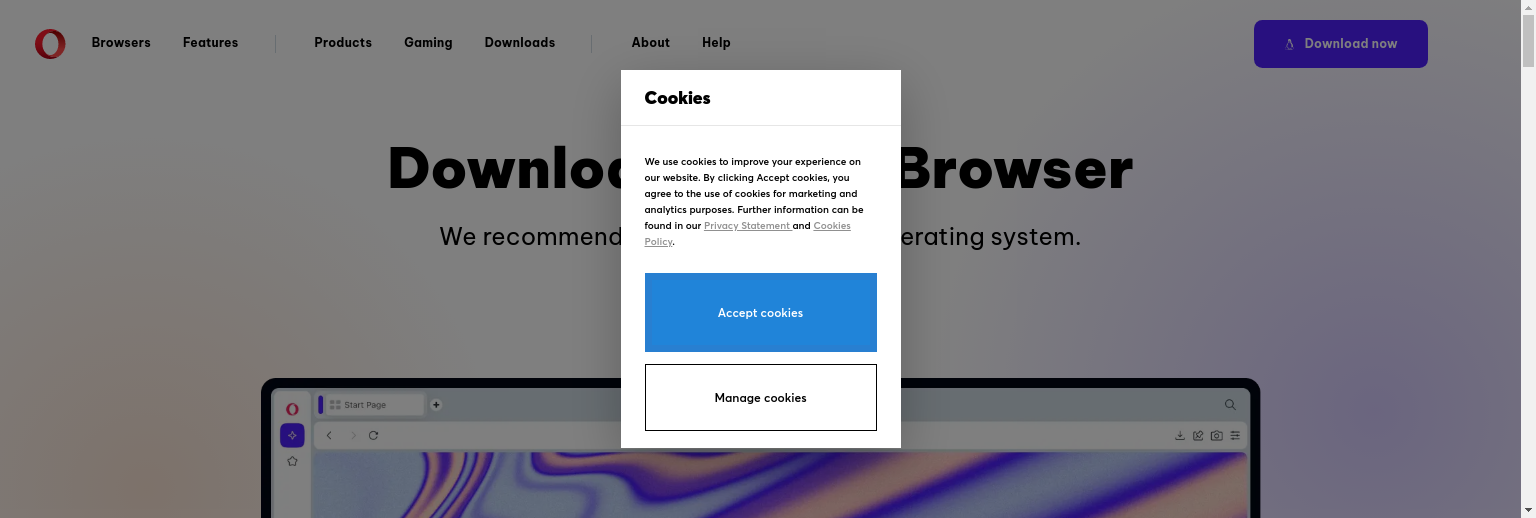 Browsers Features Products Gaming Downloads About Help Download now
Cookies
Browser
We recommend erating system.
We use cookies to improve your experience on
our website. By clicking Accept cookies, you
agree to the use of cookies for marketing and
analytics purposes. Further information can be
found in our Privacy Statement and Cookies
Policy.
Accept cookies
Manage cookies
Start Page